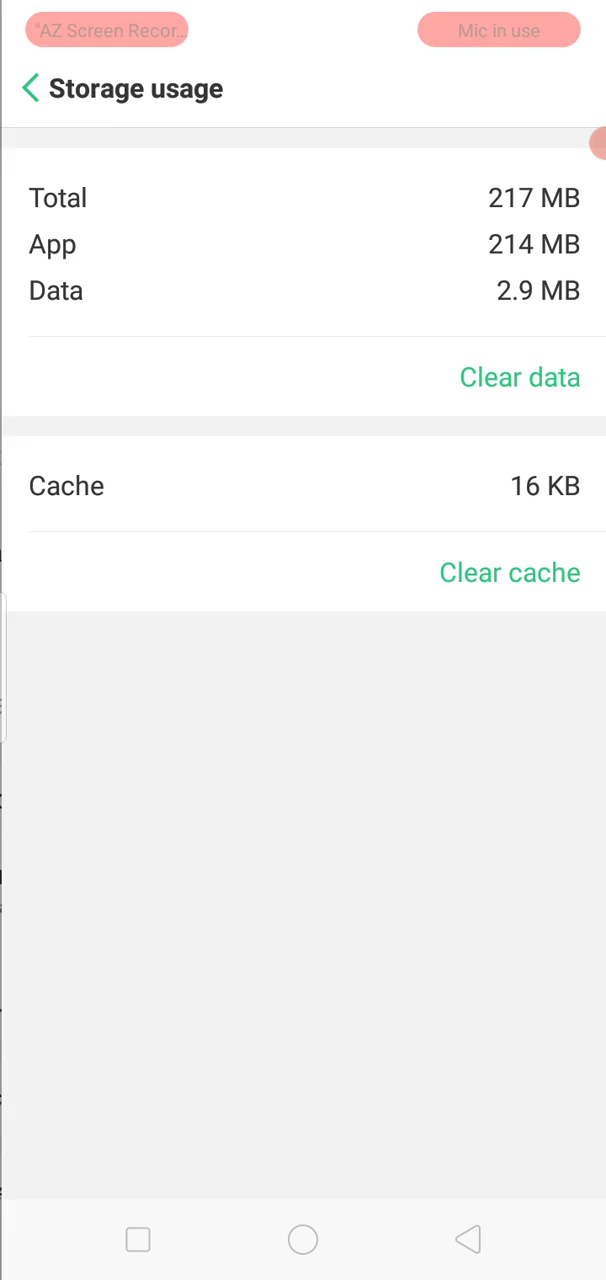 "AZ Screen Recor...
Mic in use
Storage usage
Total 217 MB
App 214 MB
Data 2.9 MB
Clear data
Cache 16 KB
Clear cache